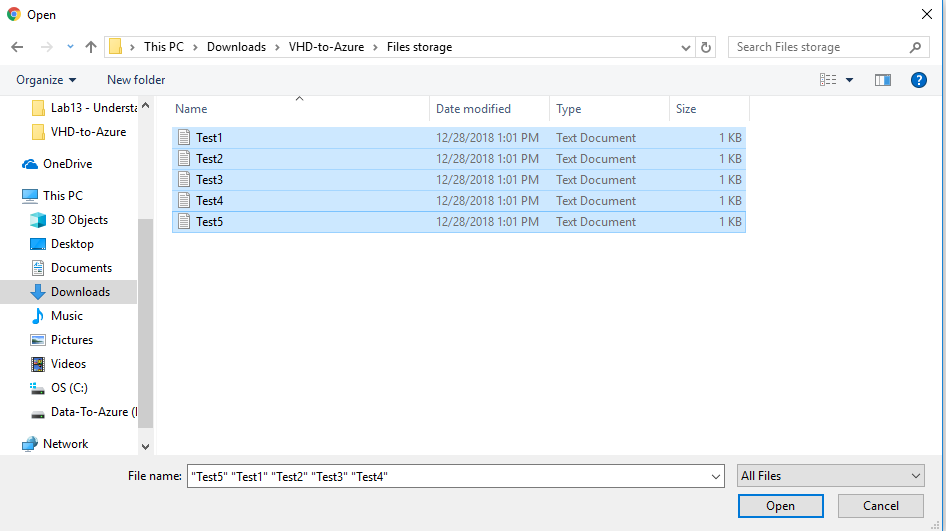 Open
This PC > Downloads > VHD-to-Azure > Files storage
Search Files storage
Organize
New folder
?
Lab13 - Understa
VHD-to-Azure
OneDrive
This PC
3D Objects
Desktop
Documents
Downloads
Music
Pictures
Videos
OS (C:)
Data-To-Azure (
Network
Name Date modified Type Size
Test1 12/28/2018 1:01 PM Text Document 1 KB
Test2 12/28/2018 1:01 PM Text Document 1 KB
Test3 12/28/2018 1:01 PM Text Document 1 KB
Test4 12/28/2018 1:01 PM Text Document 1 KB
Test5 12/28/2018 1:01 PM Text Document 1 KB
File name: "Test5" "Test1" "Test2" "Test3" "Test4"
All Files
Open
Cancel